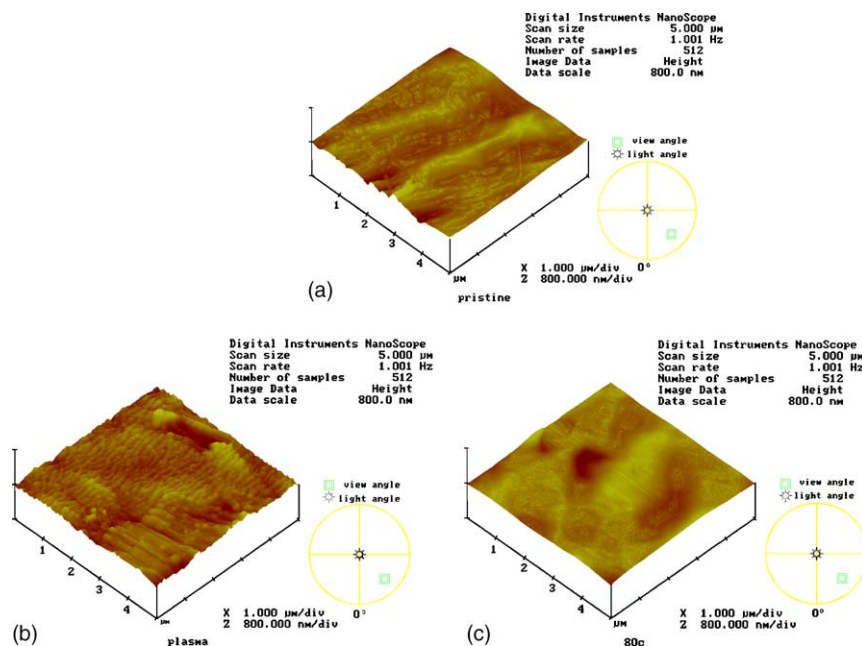 Digital Instruments NanoScope
Scan size 5.000 µm
Scan rate 1.001 Hz
Number of samples 512
Image Data Height
Data scale 800.0 nm
view angle
light angle
1
2
3
4
µm
X 1.000 µm/div
Z 800.000 nm/div
0°
(a)
pristine
Digital Instruments NanoScope
Scan size 5.000 µm
Scan rate 1.001 Hz
Number of samples 512
Image Data Height
Data scale 800.0 nm
view angle
light angle
1
2
3
4
µm
X 1.000 µm/div
Z 800.000 nm/div
0°
(b)
plasma
Digital Instruments NanoScope
Scan size 5.000 µm
Scan rate 1.001 Hz
Number of samples 512
Image Data Height
Data scale 800.0 nm
view angle
light angle
1
2
3
4
µm
X 1.000 µm/div
Z 800.000 nm/div
0°
(c)
80c